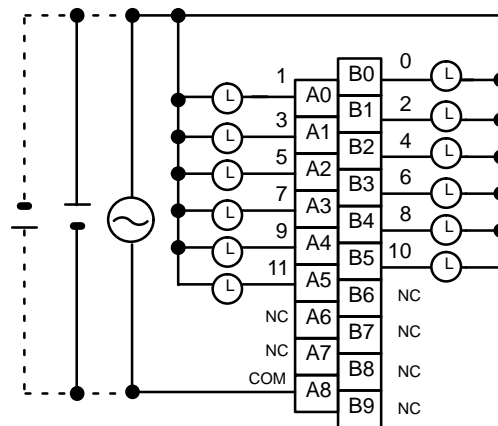 0
B0 L
1
L A0
B1 2 L
3
L A1
B2 4 L
5
L A2
B3 6 L
7
L A3
B4 8 L
9
L A4
B5 10 L
11
L A5
B6 NC
NC A6
B7 NC
NC A7
B8 NC
COM A8
B9 NC